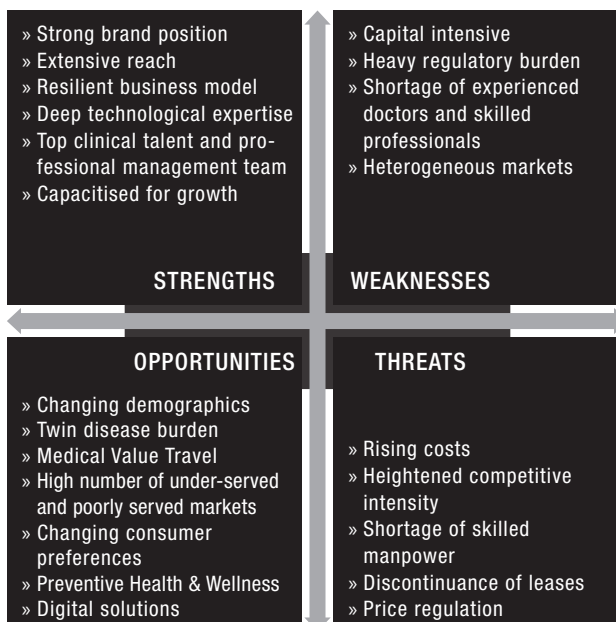 » Strong brand position
» Extensive reach
» Resilient business model
» Deep technological expertise
» Top clinical talent and pro-
fessional management team
» Capacitised for growth
STRENGTHS
» Capital intensive
» Heavy regulatory burden
» Shortage of experienced
doctors and skilled
professionals
» Heterogeneous markets
WEAKNESSES
OPPORTUNITIES
» Changing demographics
» Twin disease burden
» Medical Value Travel
» High number of under-served
and poorly served markets
» Changing consumer
preferences
» Preventive Health & Wellness
» Digital solutions
THREATS
» Rising costs
» Heightened competitive
intensity
» Shortage of skilled
manpower
» Discontinuance of leases
» Price regulation